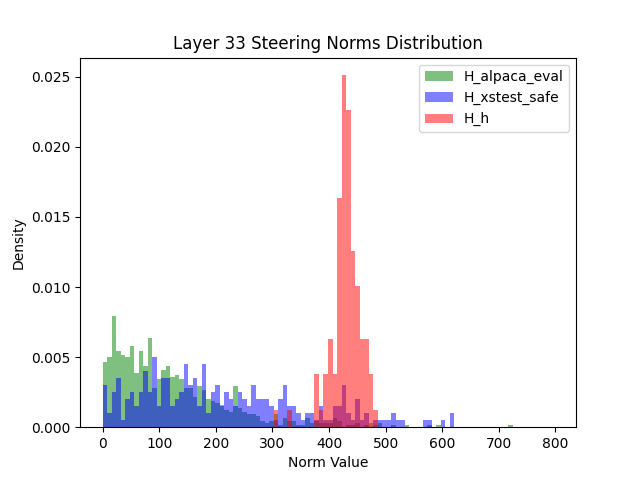 Layer 33 Steering Norms Distribution
H_alpaca_eval
H_xstest_safe
H_h
Density
0.025
0.020
0.015
0.010
0.005
0.000
0 100 200 300 400 500 600 700 800
Norm Value